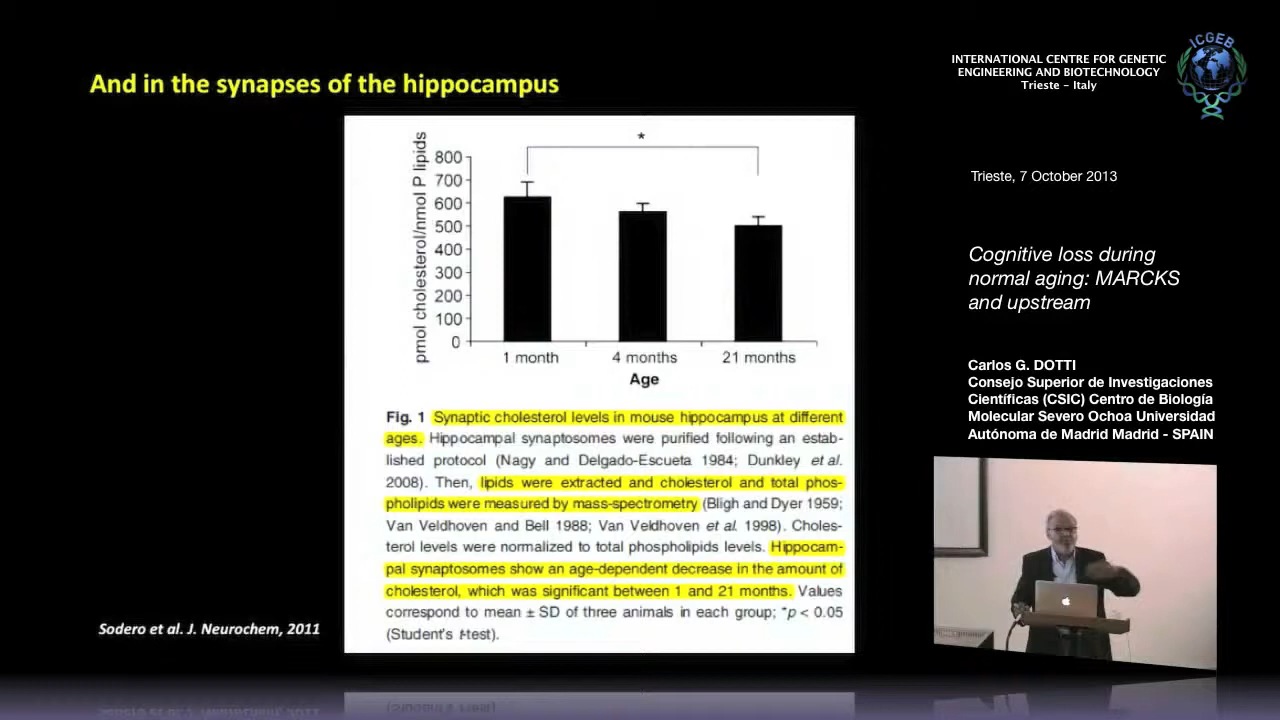 And in the synapses of the hippocampus
*
pmol cholesterol/nmol P lipids
800
700
600
500
400
300
200
100
0
1 month 4 months 21 months
Age
Fig. 1 Synaptic cholesterol levels in mouse hippocampus at different
ages. Hippocampal synaptosomes were purified following an estab-
lished protocol (Nagy and Delgado-Escueta 1984; Dunkley et al.
2008). Then, lipids were extracted and cholesterol and total phos-
pholipids were measured by mass-spectrometry (Bligh and Dyer 1959;
Van Veldhoven and Bell 1988; Van Veldhoven et al. 1998). Choles-
terol levels were normalized to total phospholipids levels. Hippocam-
pal synaptosomes show an age-dependent decrease in the amount of
cholesterol, which was significant between 1 and 21 months. Values
correspond to mean ± SD of three animals in each group; *p < 0.05
(Student's t-test).
Sodero et al. J. Neurochem, 2011
INTERNATIONAL CENTRE FOR GENETIC
ENGINEERING AND BIOTECHNOLOGY
Trieste - Italy
ICGEB
Trieste, 7 October 2013
Cognitive loss during
normal aging: MARCKS
and upstream
Carlos G. DOTTI
Consejo Superior de Investigaciones
Científicas (CSIC) Centro de Biología
Molecular Severo Ochoa Universidad
Autónoma de Madrid Madrid - SPAIN